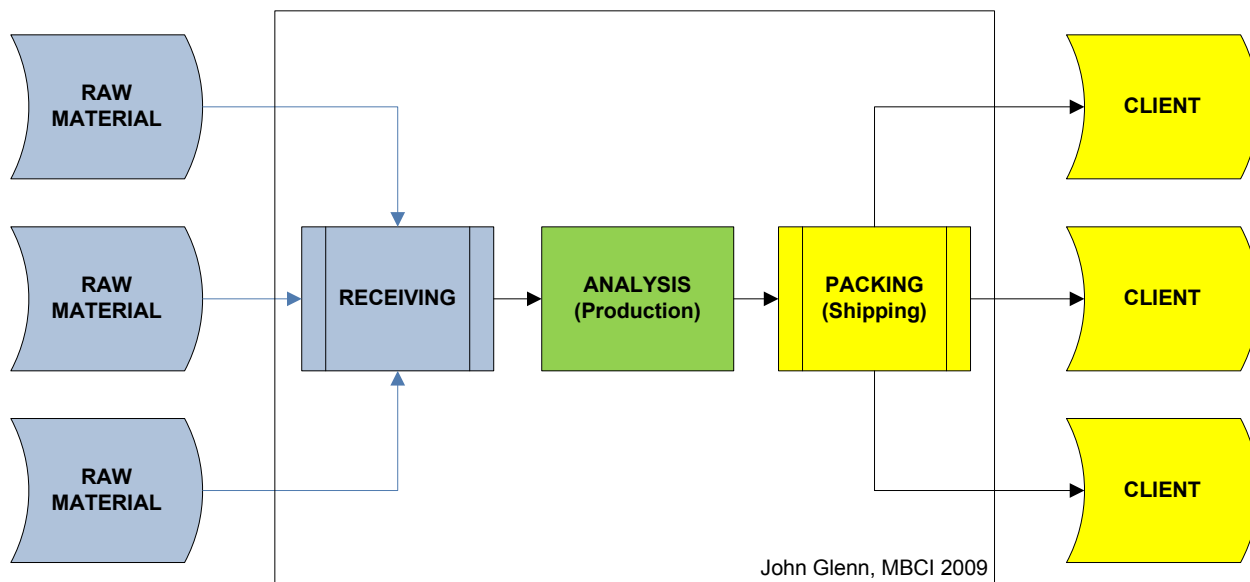 RAW
MATERIAL
CLIENT
RAW
MATERIAL
RECEIVING
ANALYSIS
(Production)
PACKING
(Shipping)
CLIENT
RAW
MATERIAL
CLIENT
John Glenn, MBCI 2009